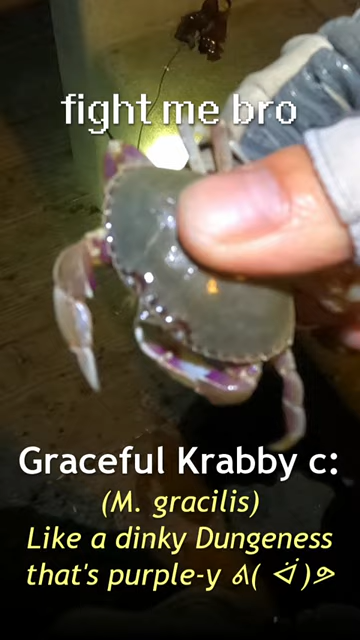 fight me bro
Graceful Krabby c:
(M. gracilis)
Like a dinky Dungeness
that's purple-y